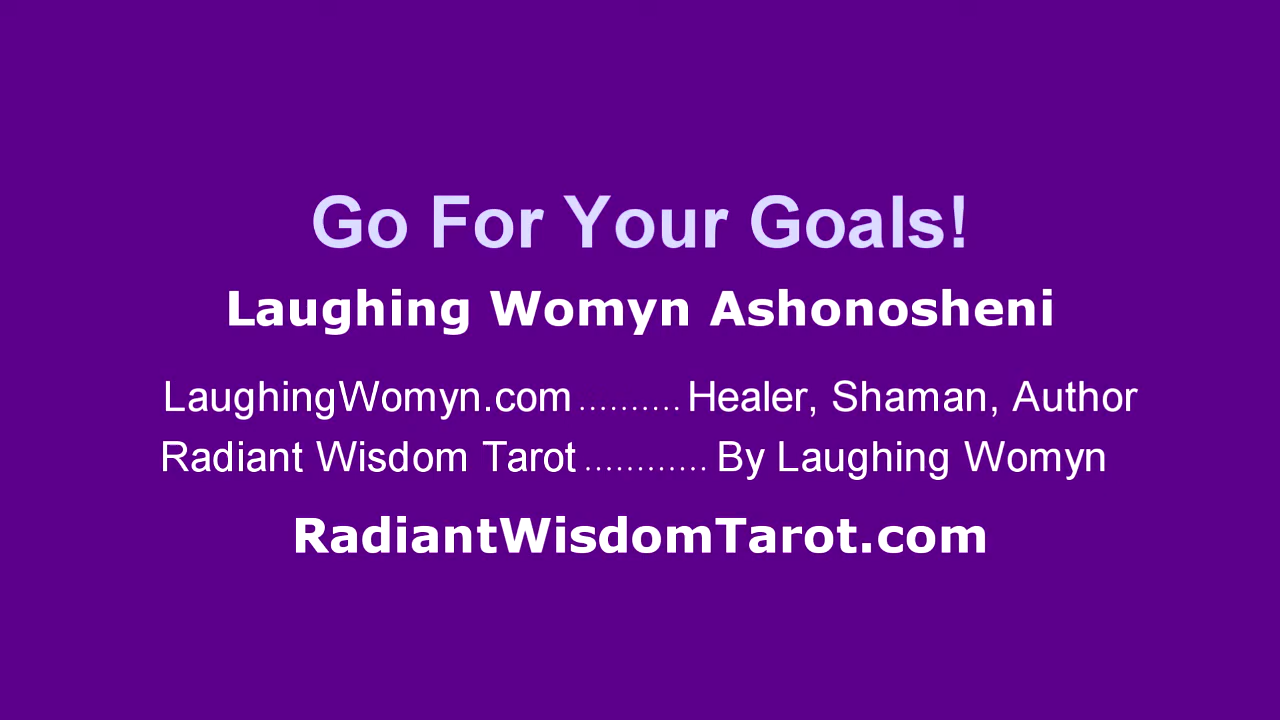 Go For Your Goals!
Laughing Womyn Ashonosheni
LaughingWomyn.com .......... Healer, Shaman, Author
Radiant Wisdom Tarot ............ By Laughing Womyn
RadiantWisdomTarot.com